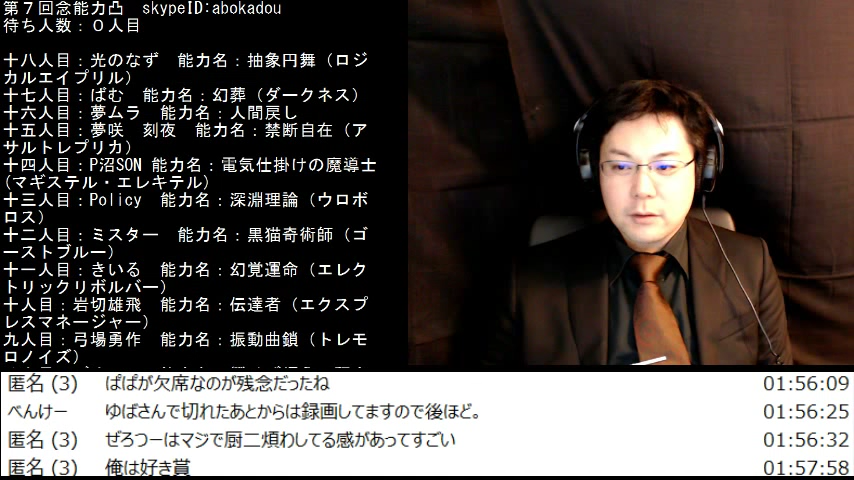 第７回念能力凸　skypeID:abokadou
待ち人数：０人目
十八人目：光のなず　能力名：抽象円舞（ロジ
カルエイプリル）
十七人目：ぱむ　能力名：幻葬（ダークネス）
十六人目：夢ムラ　能力名：人間戻し
十五人目：夢咲　刻夜　能力名：禁断自在（ア
サルトレプリカ）
十四人目：P沼SON 能力名：電気仕掛けの魔導士
（マギステル・エレキテル）
十三人目：Policy　能力名：深淵理論（ウロボ
ロス）
十二人目：ミスター　能力名：黒猫奇術師（ゴ
ーストブルー）
十一人目：きいる　能力名：幻覚運命（エレク
トリックリボルバー）
十人目：岩切雄飛　能力名：伝達者（エクスプ
レスマネージャー）
九人目：弓場勇作　能力名：振動曲鎖（トレモ
ロノイズ）
匿名 (3)　ぱぱが欠席なのが残念だったね　01:56:09
べんけー　ゆばさんで切れたあとからは録画してますので後ほど。　01:56:25
匿名 (3)　ぜろつーはマジで厨二煩わしてる感があってすごい　01:56:32
匿名 (3)　俺は好き賞　01:57:58